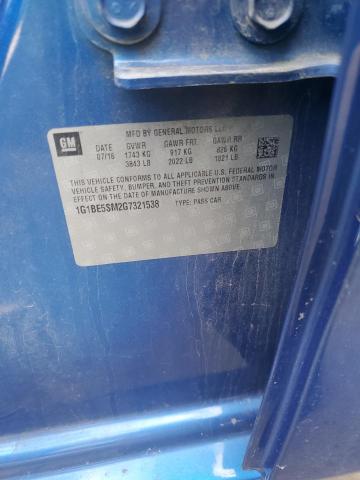 GM
MFD BY GENERAL MOTORS LLC
DATE GVWR GAWR FRT. GAWR RR
07/16 1743 KG 917 KG 826 KG
3843 LB 2022 LB 1821 LB
THIS VEHICLE CONFORMS TO ALL APPLICABLE U.S. FEDERAL MOTOR
VEHICLE SAFETY, BUMPER, AND THEFT PREVENTION STANDARDS IN
EFFECT ON THE DATE OF MANUFACTURE SHOWN ABOVE.
1G1BE5SM2G7321538 TYPE: PASS CAR